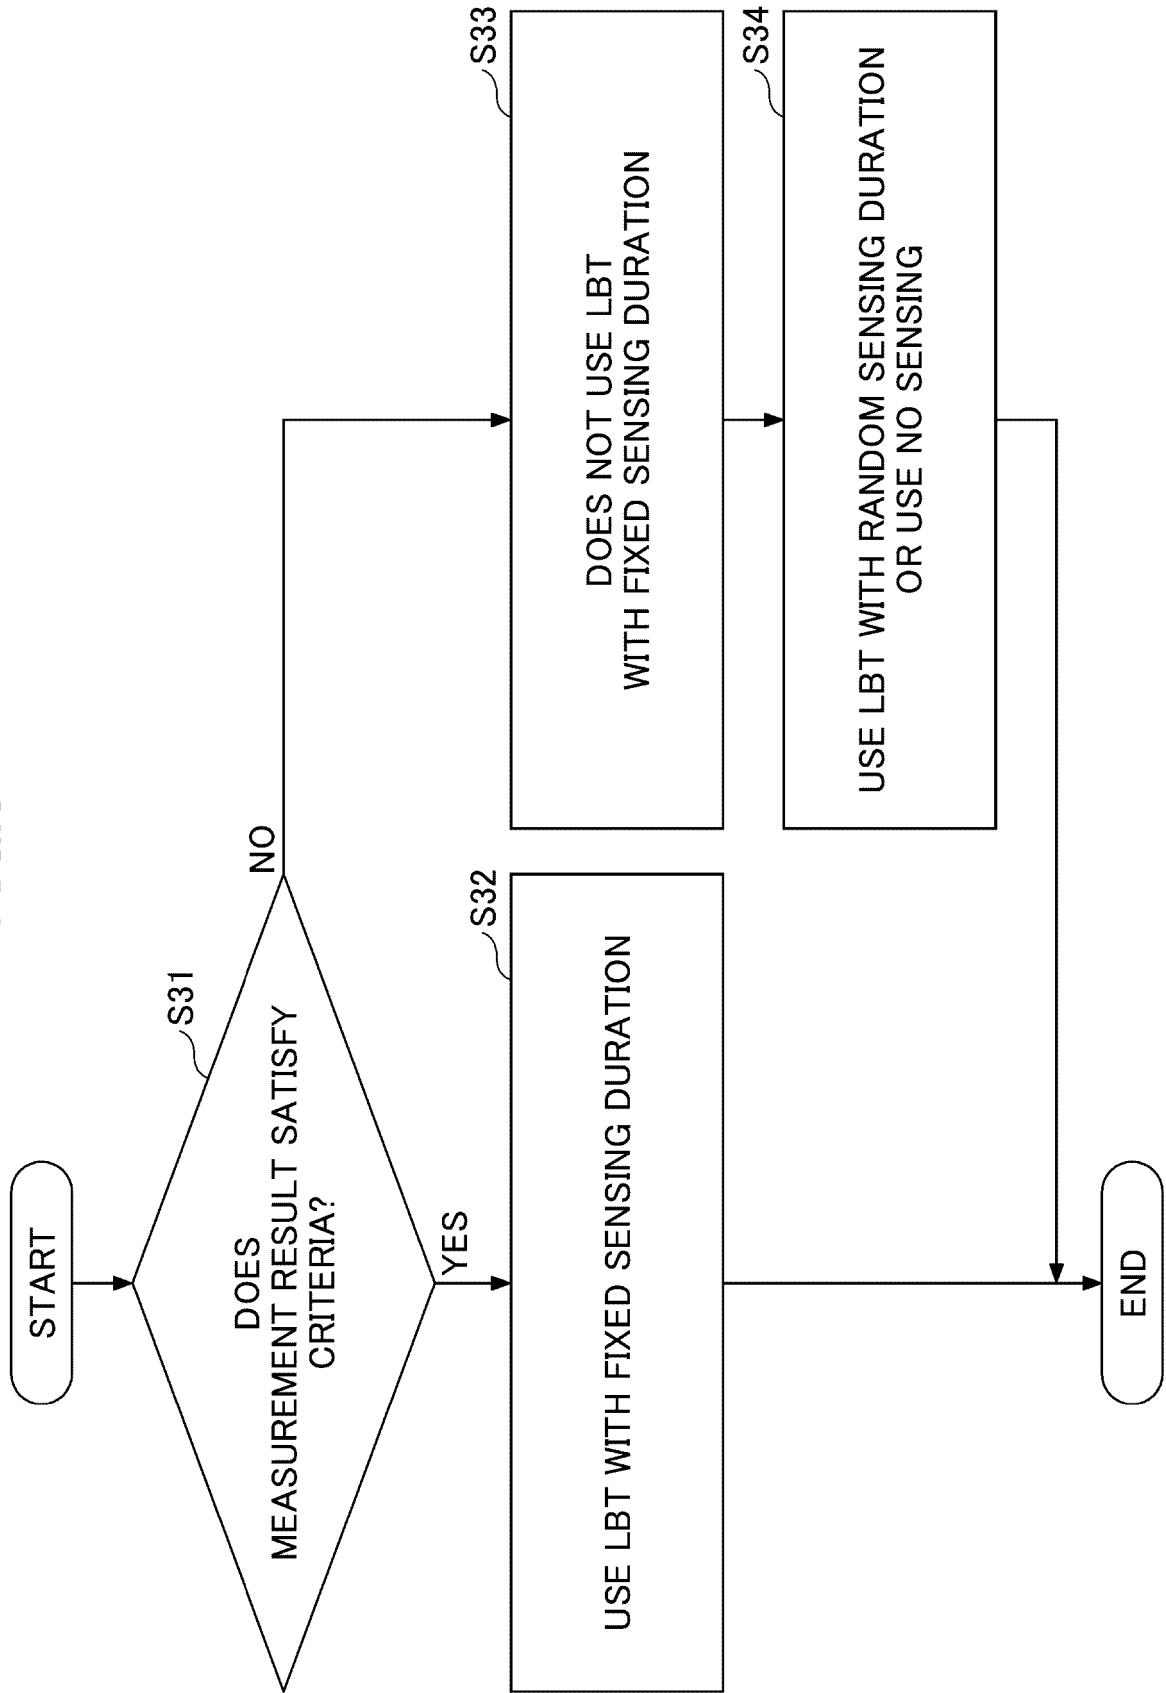 START
S31
DOES
MEASUREMENT RESULT SATISFY
CRITERIA?
NO
YES
S32
USE LBT WITH FIXED SENSING DURATION
S33
DOES NOT USE LBT
WITH FIXED SENSING DURATION
S34
USE LBT WITH RANDOM SENSING DURATION
OR USE NO SENSING
END